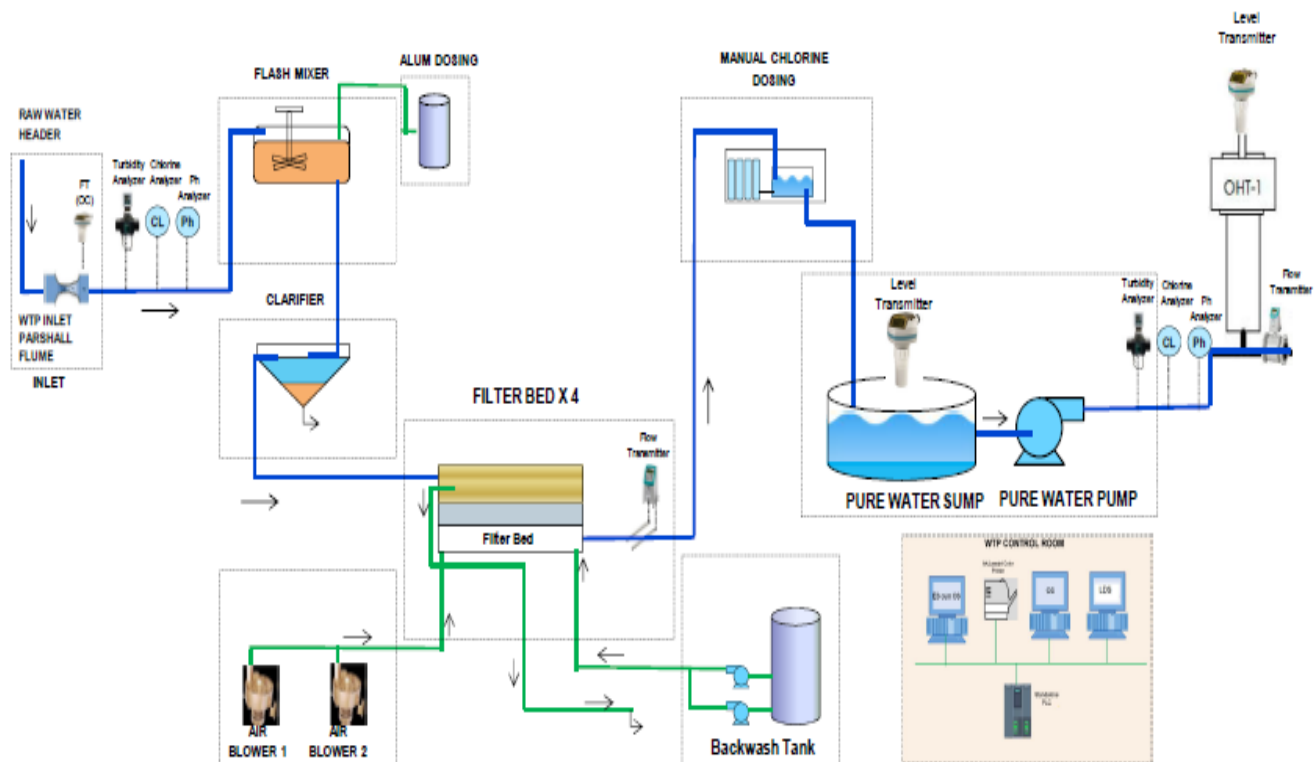 Level
Transmitter
ALUM DOSING
MANUAL CHLORINE
DOSING
FLASH MIXER
RAW WATER
HEADER
FT
(OC)
Turbidity
Analyzer
Chlorine
Analyzer
Ph
Analyzer
CL
Ph
OHT-1
WTP INLET
PARSHALL
FLUME
INLET
CLARIFIER
Level
Transmitter
Turbidity
Analyzer
Chlorine
Analyzer
Ph
Analyzer
CL
Ph
Flow
Transmitter
FILTER BED X 4
Flow
Transmitter
Filter Bed
PURE WATER SUMP
PURE WATER PUMP
WTP CONTROL ROOM
OS
LDS
PLC
AIR
BLOWER 1
AIR
BLOWER 2
Backwash Tank